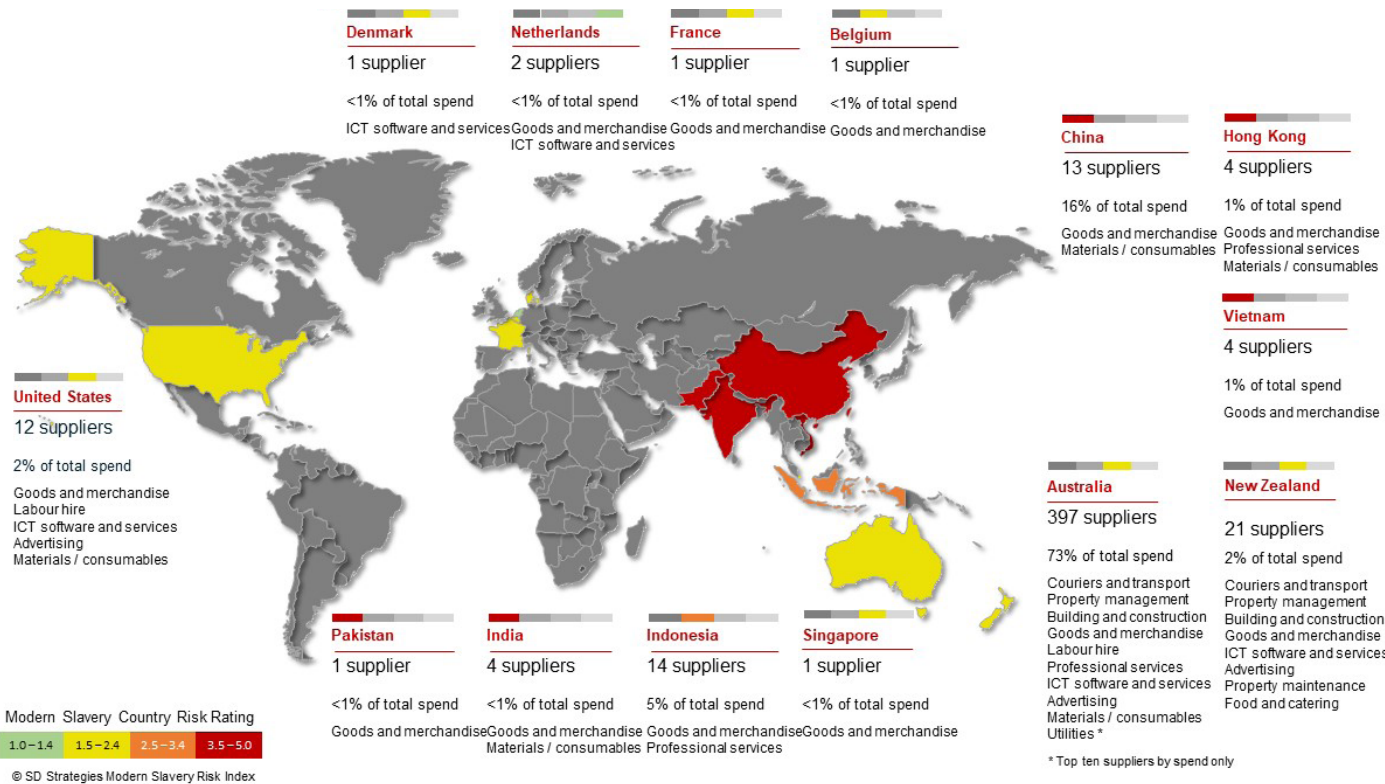 Denmark
1 supplier
<1% of total spend
ICT software and services
Netherlands
2 suppliers
<1% of total spend
Goods and merchandise
ICT software and services
France
1 supplier
<1% of total spend
Goods and merchandise
Belgium
1 supplier
<1% of total spend
Goods and merchandise
China
13 suppliers
16% of total spend
Goods and merchandise
Materials / consumables
Hong Kong
4 suppliers
1% of total spend
Goods and merchandise
Professional services
Materials / consumables
Vietnam
4 suppliers
1% of total spend
Goods and merchandise
United States
12 suppliers
2% of total spend
Goods and merchandise
Labour hire
ICT software and services
Advertising
Materials / consumables
Australia
397 suppliers
73% of total spend
Couriers and transport
Property management
Building and construction
Goods and merchandise
Labour hire
Professional services
ICT software and services
Advertising
Materials / consumables
Utilities *
New Zealand
21 suppliers
2% of total spend
Couriers and transport
Property management
Building and construction
Goods and merchandise
ICT software and services
Advertising
Property maintenance
Food and catering
* Top ten suppliers by spend only
Pakistan
1 supplier
<1% of total spend
Goods and merchandise
India
4 suppliers
<1% of total spend
Goods and merchandise
Materials / consumables
Indonesia
14 suppliers
5% of total spend
Goods and merchandise
Professional services
Singapore
1 supplier
<1% of total spend
Goods and merchandise
Modern Slavery Country Risk Rating
1.0–1.4 1.5–2.4 2.5–3.4 3.5–5.0
© SD Strategies Modern Slavery Risk Index